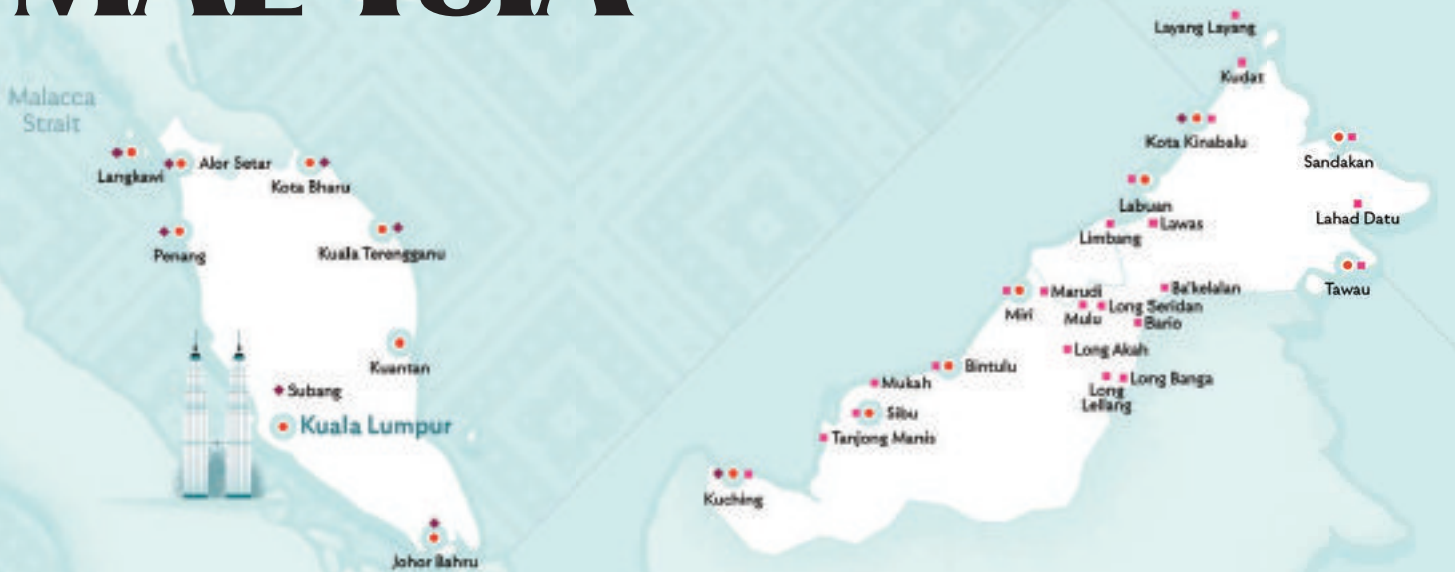 Malacca
Strait
Langkawi
Alor Setar
Kota Bharu
Penang
Kuala Terengganu
Kuantan
Subang
Kuala Lumpur
Johor Bahru
Layang Layang
Kudat
Kota Kinabalu
Sandakan
Labuan
Lahad Datu
Limbang
Lawas
Tawau
Miri
Marudi
Ba'kelalan
Mulu
Long Seridan
Bario
Long Akah
Bintulu
Mukah
Long
Lellang
Long Banga
Sibu
Tanjong Manis
Kuching